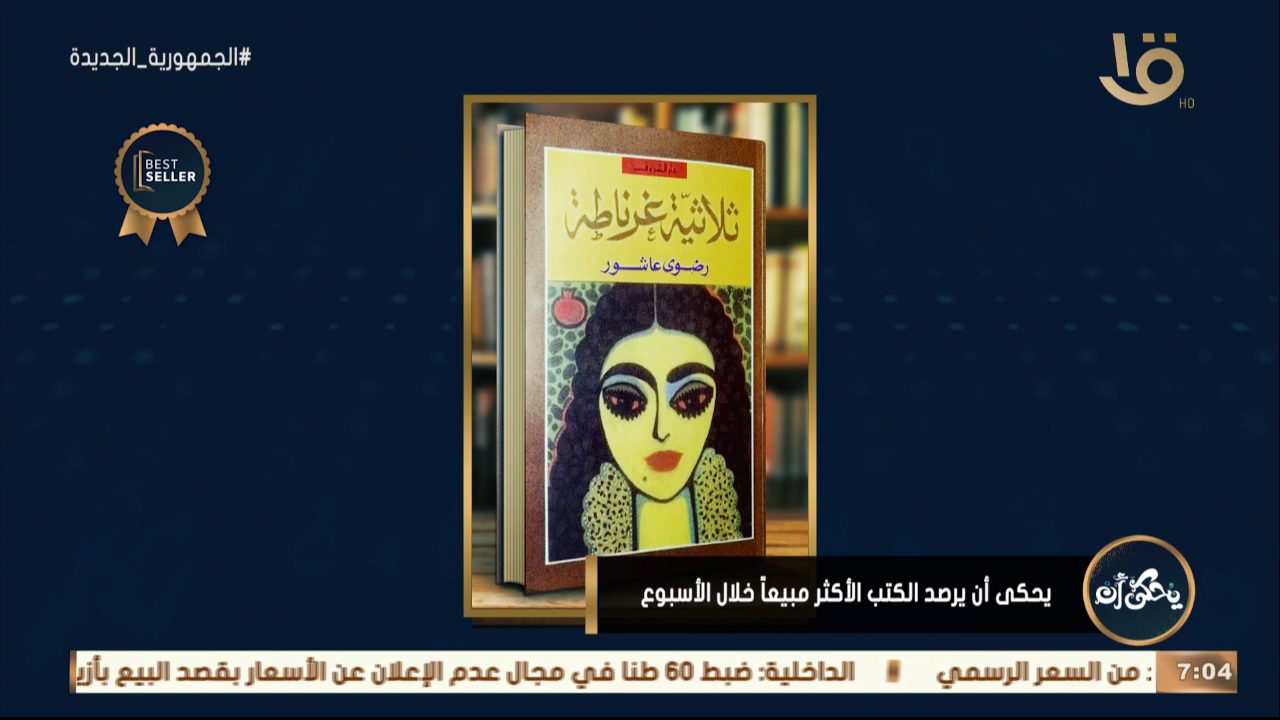 #الجمهورية_الجديدة
HD
BEST
SELLER
دار الشروق
ثلاثية غرناطة
رضوى عاشور
يحكى أن يرصد الكتب الأكثر مبيعاً خلال الأسبوع
يحكى أن
7:04
: من السعر الرسمي
الداخلية: ضبط 60 طنا في مجال عدم الإعلان عن الأسعار بقصد البيع بأزي